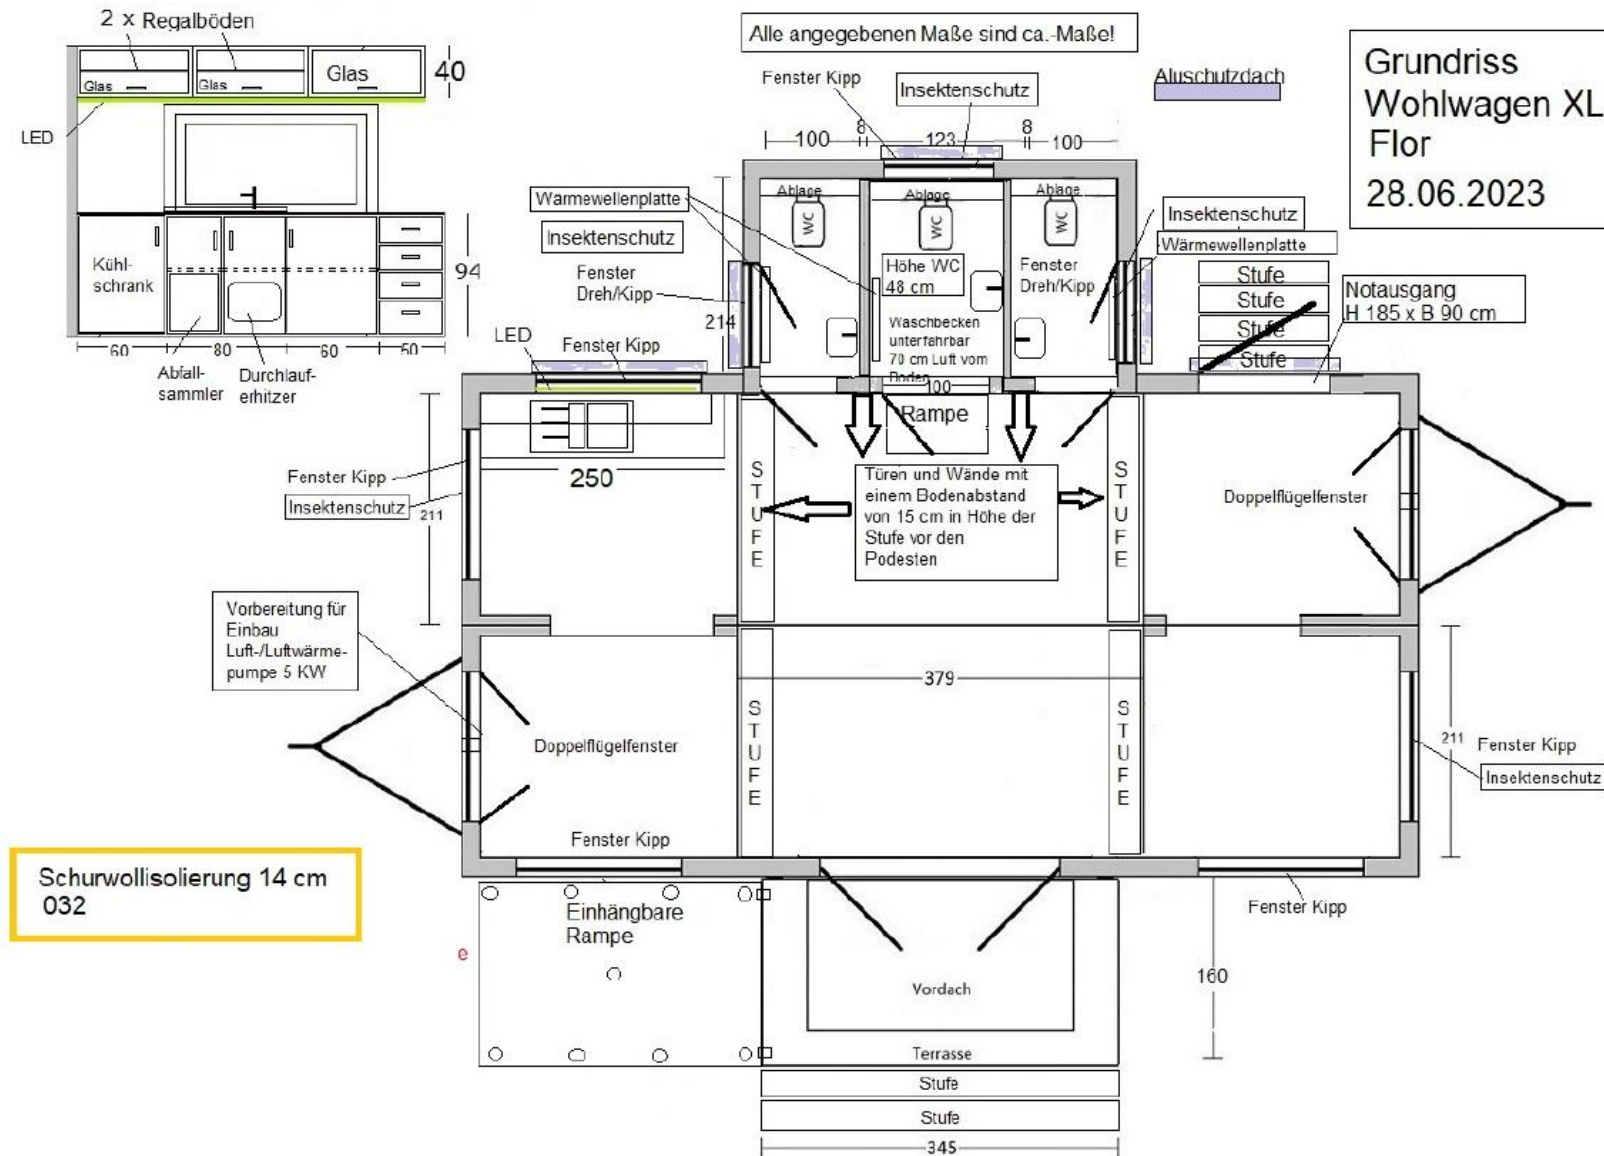 2 x Regalböden
Glas
Glas
Glas
40
LED
Kühl-
schrank
94
60
80
60
50
Abfall-
sammler
Durchlauf-
erhitzer
Alle angegebenen Maße sind ca.-Maße!
Fenster Kipp
Insektenschutz
Aluschutzdach
Grundriss
Wohlwagen XL
Flor
28.06.2023
100
8
123
8
100
Ablage
Ablage
Ablage
WC
WC
WC
Wärmewellenplatte
Insektenschutz
Fenster
Dreh/Kipp
214
Höhe WC
48 cm
Fenster
Dreh/Kipp
Waschbecken
unterfahrbar
70 cm Luft vom
Boden
100
Insektenschutz
Wärmewellenplatte
Stufe
Stufe
Stufe
Stufe
Notausgang
H 185 x B 90 cm
LED
Fenster Kipp
Rampe
250
Fenster Kipp
Insektenschutz
211
STUFE
STUFE
Türen und Wände mit
einem Bodenabstand
von 15 cm in Höhe der
Stufe vor den
Podesten
Doppelflügelfenster
Vorbereitung für
Einbau
Luft-/Luftwärme-
pumpe 5 KW
379
STUFE
STUFE
Doppelflügelfenster
211
Fenster Kipp
Insektenschutz
Fenster Kipp
Schurwollisolierung 14 cm
032
Einhängbare
Rampe
e
Fenster Kipp
160
Vordach
Terrasse
Stufe
Stufe
345